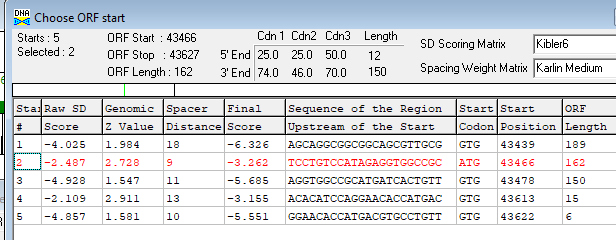 DNA Choose ORF start
Starts : 5 ORF Start : 43466 Cdn 1 Cdn2 Cdn3 Length SD Scoring Matrix Kibler6
Selected : 2 ORF Stop : 43627 5' End 25.0 25.0 50.0 12
ORF Length : 162 3' End 74.0 46.0 70.0 150 Spacing Weight Matrix Karlin Medium
Star Raw SD Genomic Spacer Final Sequence of the Region Start Start ORF
# Score Z Value Distance Score Upstream of the Start Codon Position Length
1 -4.025 1.984 18 -6.326 AGCAGGCGGCGGCAGCGTTGCG GTG 43439 189
2 -2.487 2.728 9 -3.262 TCCTGTCCATAGAGGTGGCCGC ATG 43466 162
3 -4.928 1.547 11 -5.685 AGGTGGCCGCATGATCACTGTT GTG 43478 150
4 -2.109 2.911 13 -3.155 ACACATCCAGGAACACCATGAC GTG 43613 15
5 -4.857 1.581 10 -5.551 GGAACACCATGACGTGCCTGTT GTG 43622 6